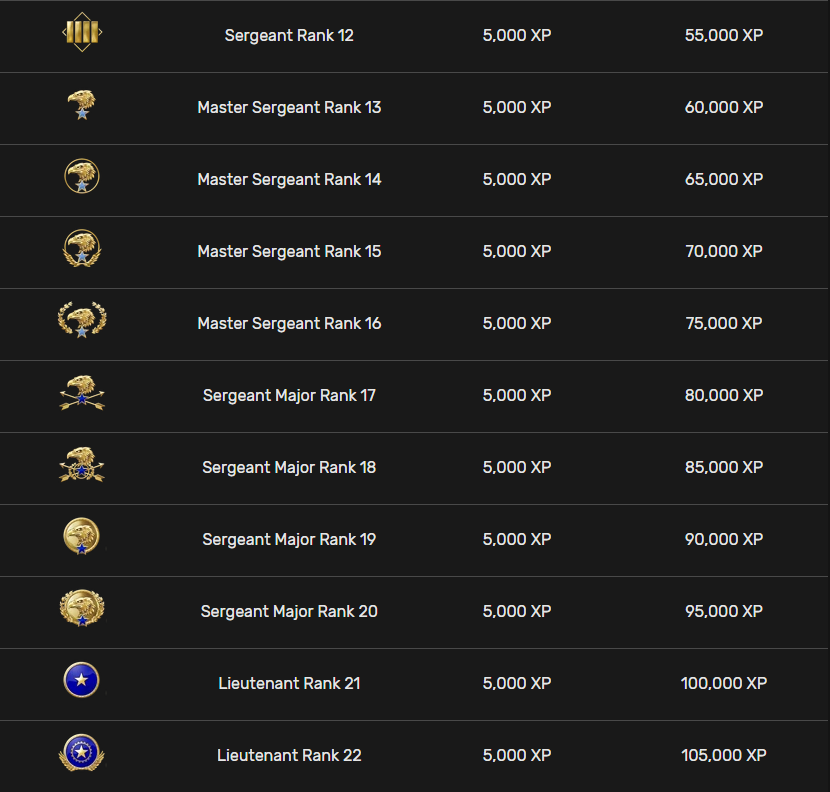 Sergeant Rank 12 5,000 XP 55,000 XP
Master Sergeant Rank 13 5,000 XP 60,000 XP
Master Sergeant Rank 14 5,000 XP 65,000 XP
Master Sergeant Rank 15 5,000 XP 70,000 XP
Master Sergeant Rank 16 5,000 XP 75,000 XP
Sergeant Major Rank 17 5,000 XP 80,000 XP
Sergeant Major Rank 18 5,000 XP 85,000 XP
Sergeant Major Rank 19 5,000 XP 90,000 XP
Sergeant Major Rank 20 5,000 XP 95,000 XP
Lieutenant Rank 21 5,000 XP 100,000 XP
Lieutenant Rank 22 5,000 XP 105,000 XP